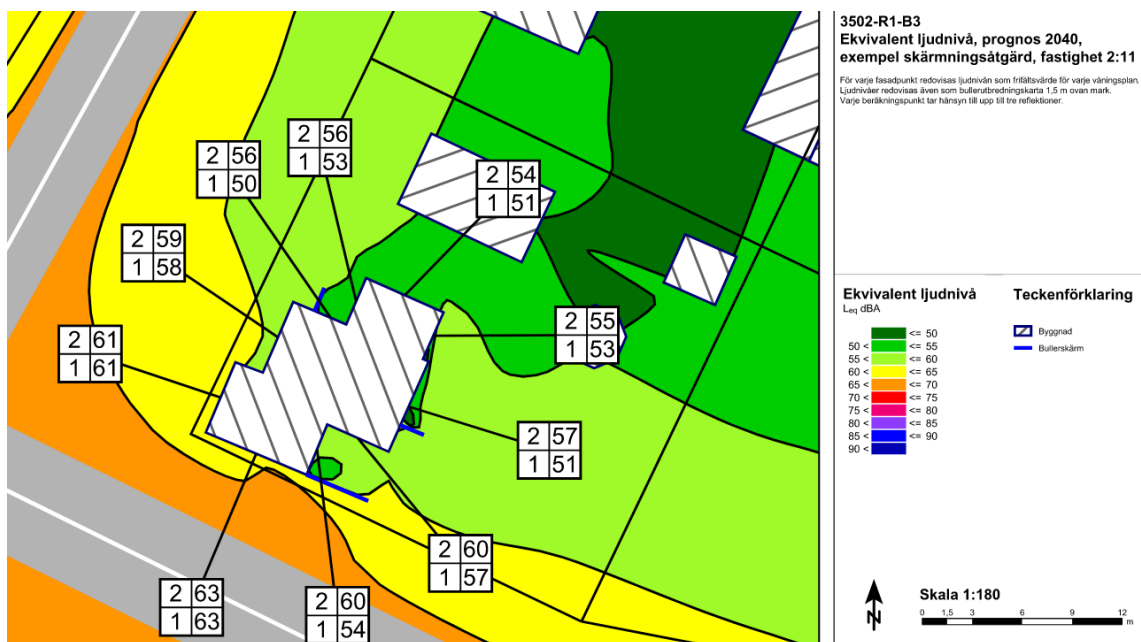 3502-R1-B3
Ekvivalent ljudnivå, prognos 2040,
exempel skärmningsåtgärd, fastighet 2:11
För varje fasadpunkt redovisas ljudnivån som frifältsvärde för varje våningsplan.
Ljudnivåer redovisas även som bullerutbredningskarta 1,5 m ovan mark.
Varje beräkningspunkt tar hänsyn till upp till tre reflektioner.
2 56
1 53
2 56
1 50
2 54
1 51
2 59
1 58
2 55
1 53
2 61
1 61
2 57
1 51
2 60
1 57
2 63
1 63
2 60
1 54
Ekvivalent ljudnivå
Leq dBA
<= 50
50 < <= 55
55 < <= 60
60 < <= 65
65 < <= 70
70 < <= 75
75 < <= 80
80 < <= 85
85 < <= 90
90 <
Teckenförklaring
Byggnad
Bullerskärm
N
Skala 1:180
0 1,5 3 6 9 12
m